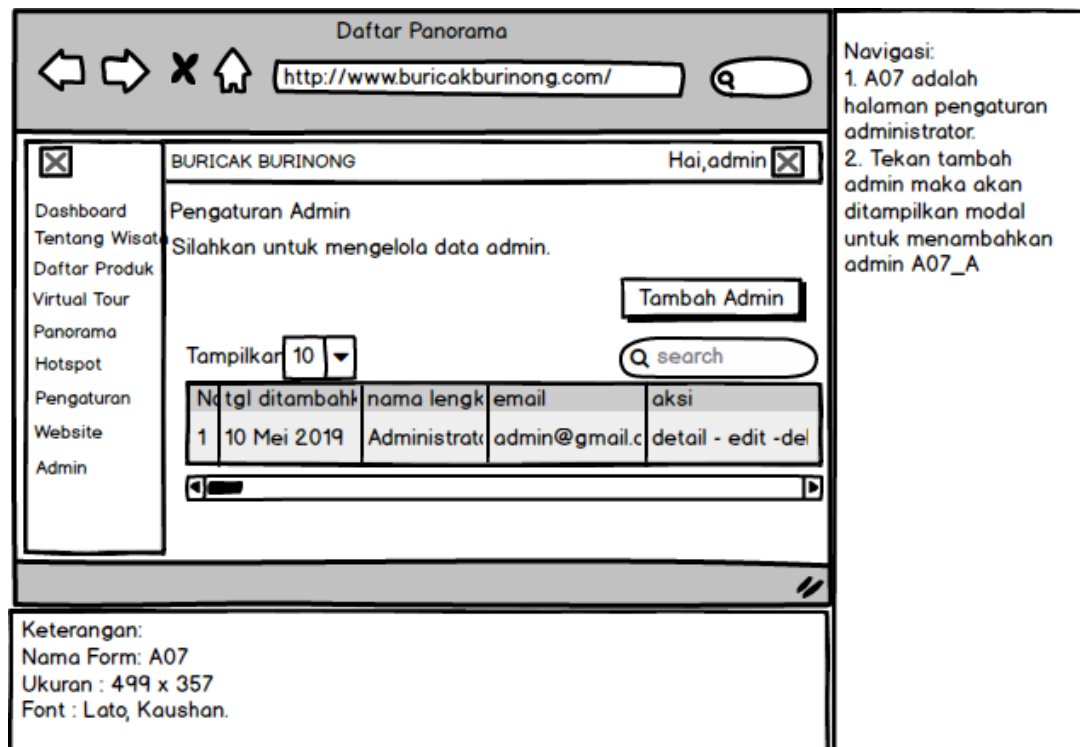 Daftar Panorama
http://www.buricakburinong.com/
BURICAK BURINONG
Hai,admin
Dashboard
Tentang Wisata
Daftar Produk
Virtual Tour
Panorama
Hotspot
Pengaturan
Website
Admin
Pengaturan Admin
Silahkan untuk mengelola data admin.
Tambah Admin
Tampilkan 10
search
No tgl ditambahk nama lengk email aksi
1 10 Mei 2019 Administrato admin@gmail.c detail - edit -del
Navigasi:
1. A07 adalah
halaman pengaturan
administrator.
2. Tekan tambah
admin maka akan
ditampilkan modal
untuk menambahkan
admin A07_A
Keterangan:
Nama Form: A07
Ukuran : 499 x 357
Font : Lato, Kaushan.